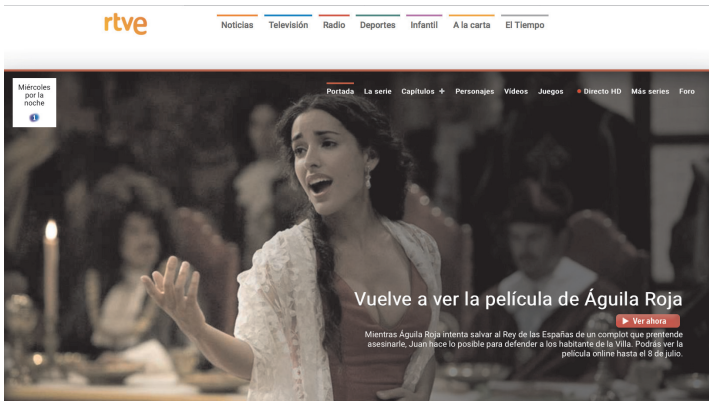 rtve
Noticias Televisión Radio Deportes Infantil A la carta El Tiempo
Miércoles
por la
noche
1
Portada La serie Capítulos + Personajes Vídeos Juegos Directo HD Más series Foro
Vuelve a ver la película de Águila Roja
Ver ahora
Mientras Águila Roja intenta salvar al Rey de las Españas de un complot que prentende
asesinarle, Juan hace lo posible para defender a los habitante de la Villa. Podrás ver la
película online hasta el 8 de julio.